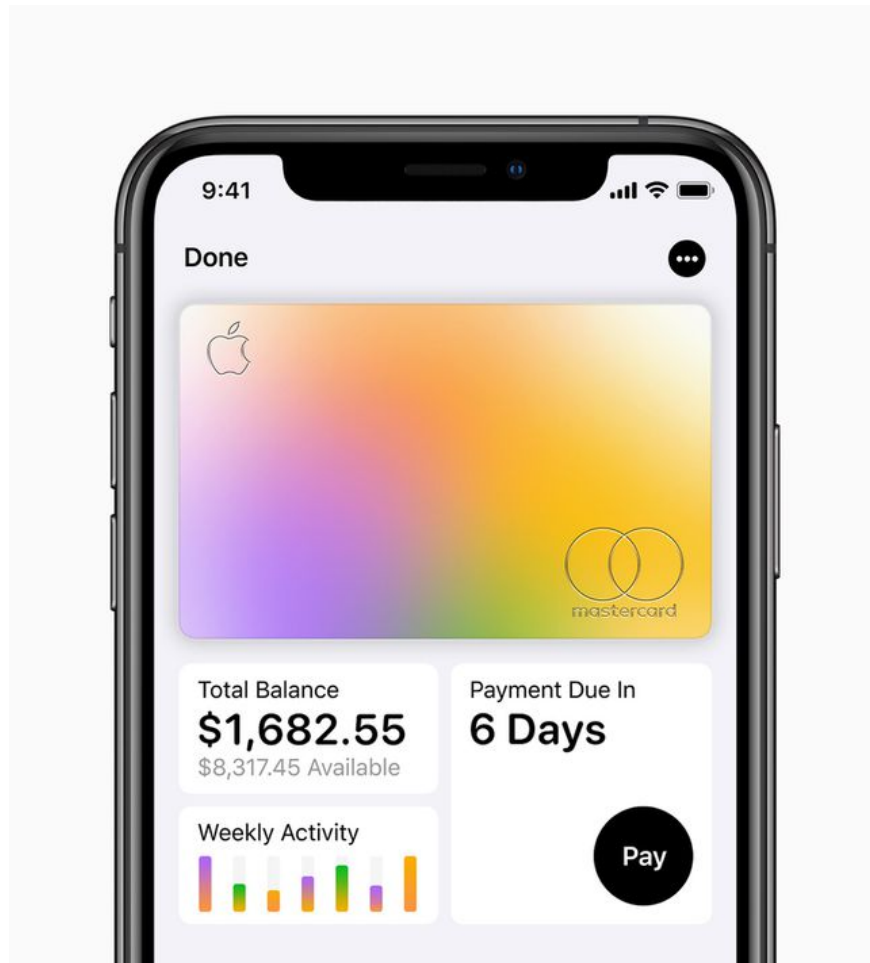 9:41
Done
mastercard
Total Balance
$1,682.55
$8,317.45 Available
Payment Due In
6 Days
Weekly Activity
Pay